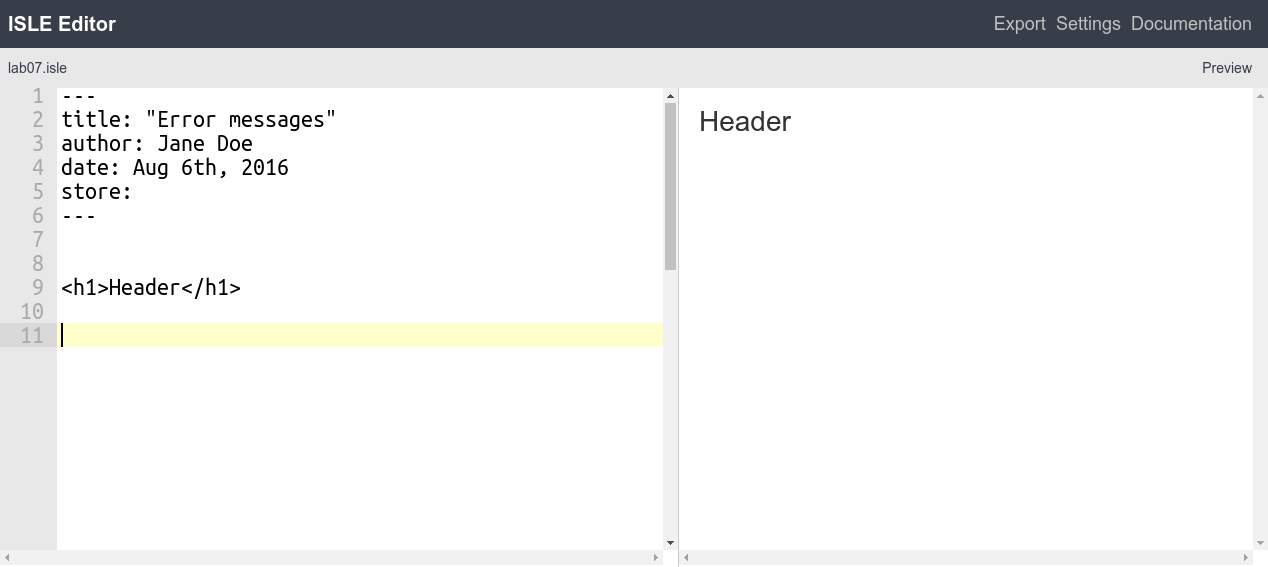 ISLE Editor
Export Settings Documentation
lab07.isle
Preview
1 ---
2 title: "Error messages"
3 author: Jane Doe
4 date: Aug 6th, 2016
5 store:
6 ---
7
8
9 <h1>Header</h1>
10
11
Header